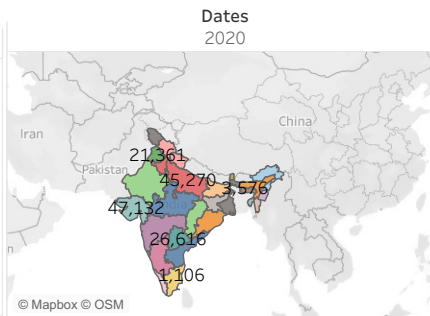 Dates
2020
China
Iran
21,361
Pakistan
45,270
3,576
47,132
India
26,616
1,106
© Mapbox © OSM